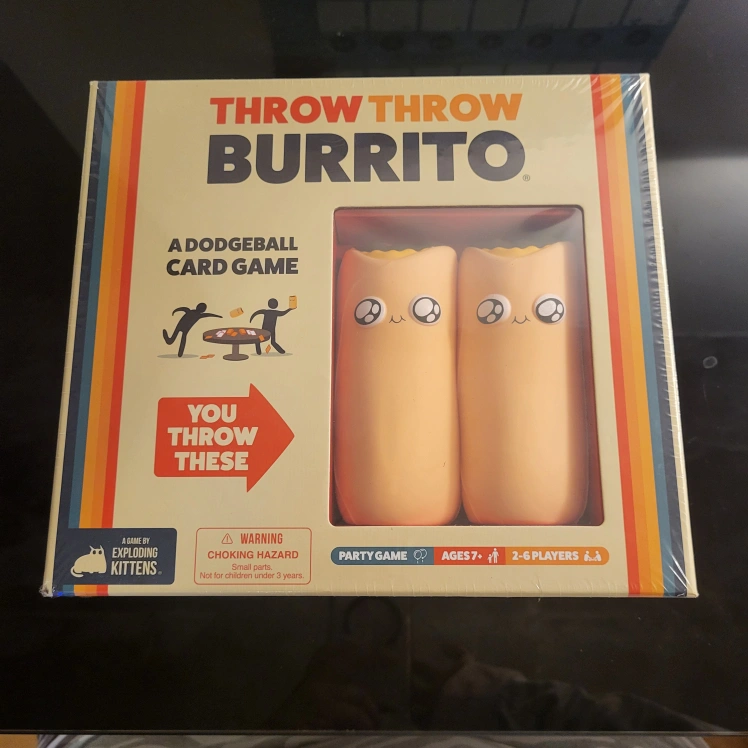 THROW THROW
BURRITO®
A DODGEBALL
CARD GAME
YOU
THROW
THESE
A GAME BY
EXPLODING
KITTENS
WARNING
CHOKING HAZARD
Small parts.
Not for children under 3 years.
PARTY GAME
AGES 7+
2-6 PLAYERS